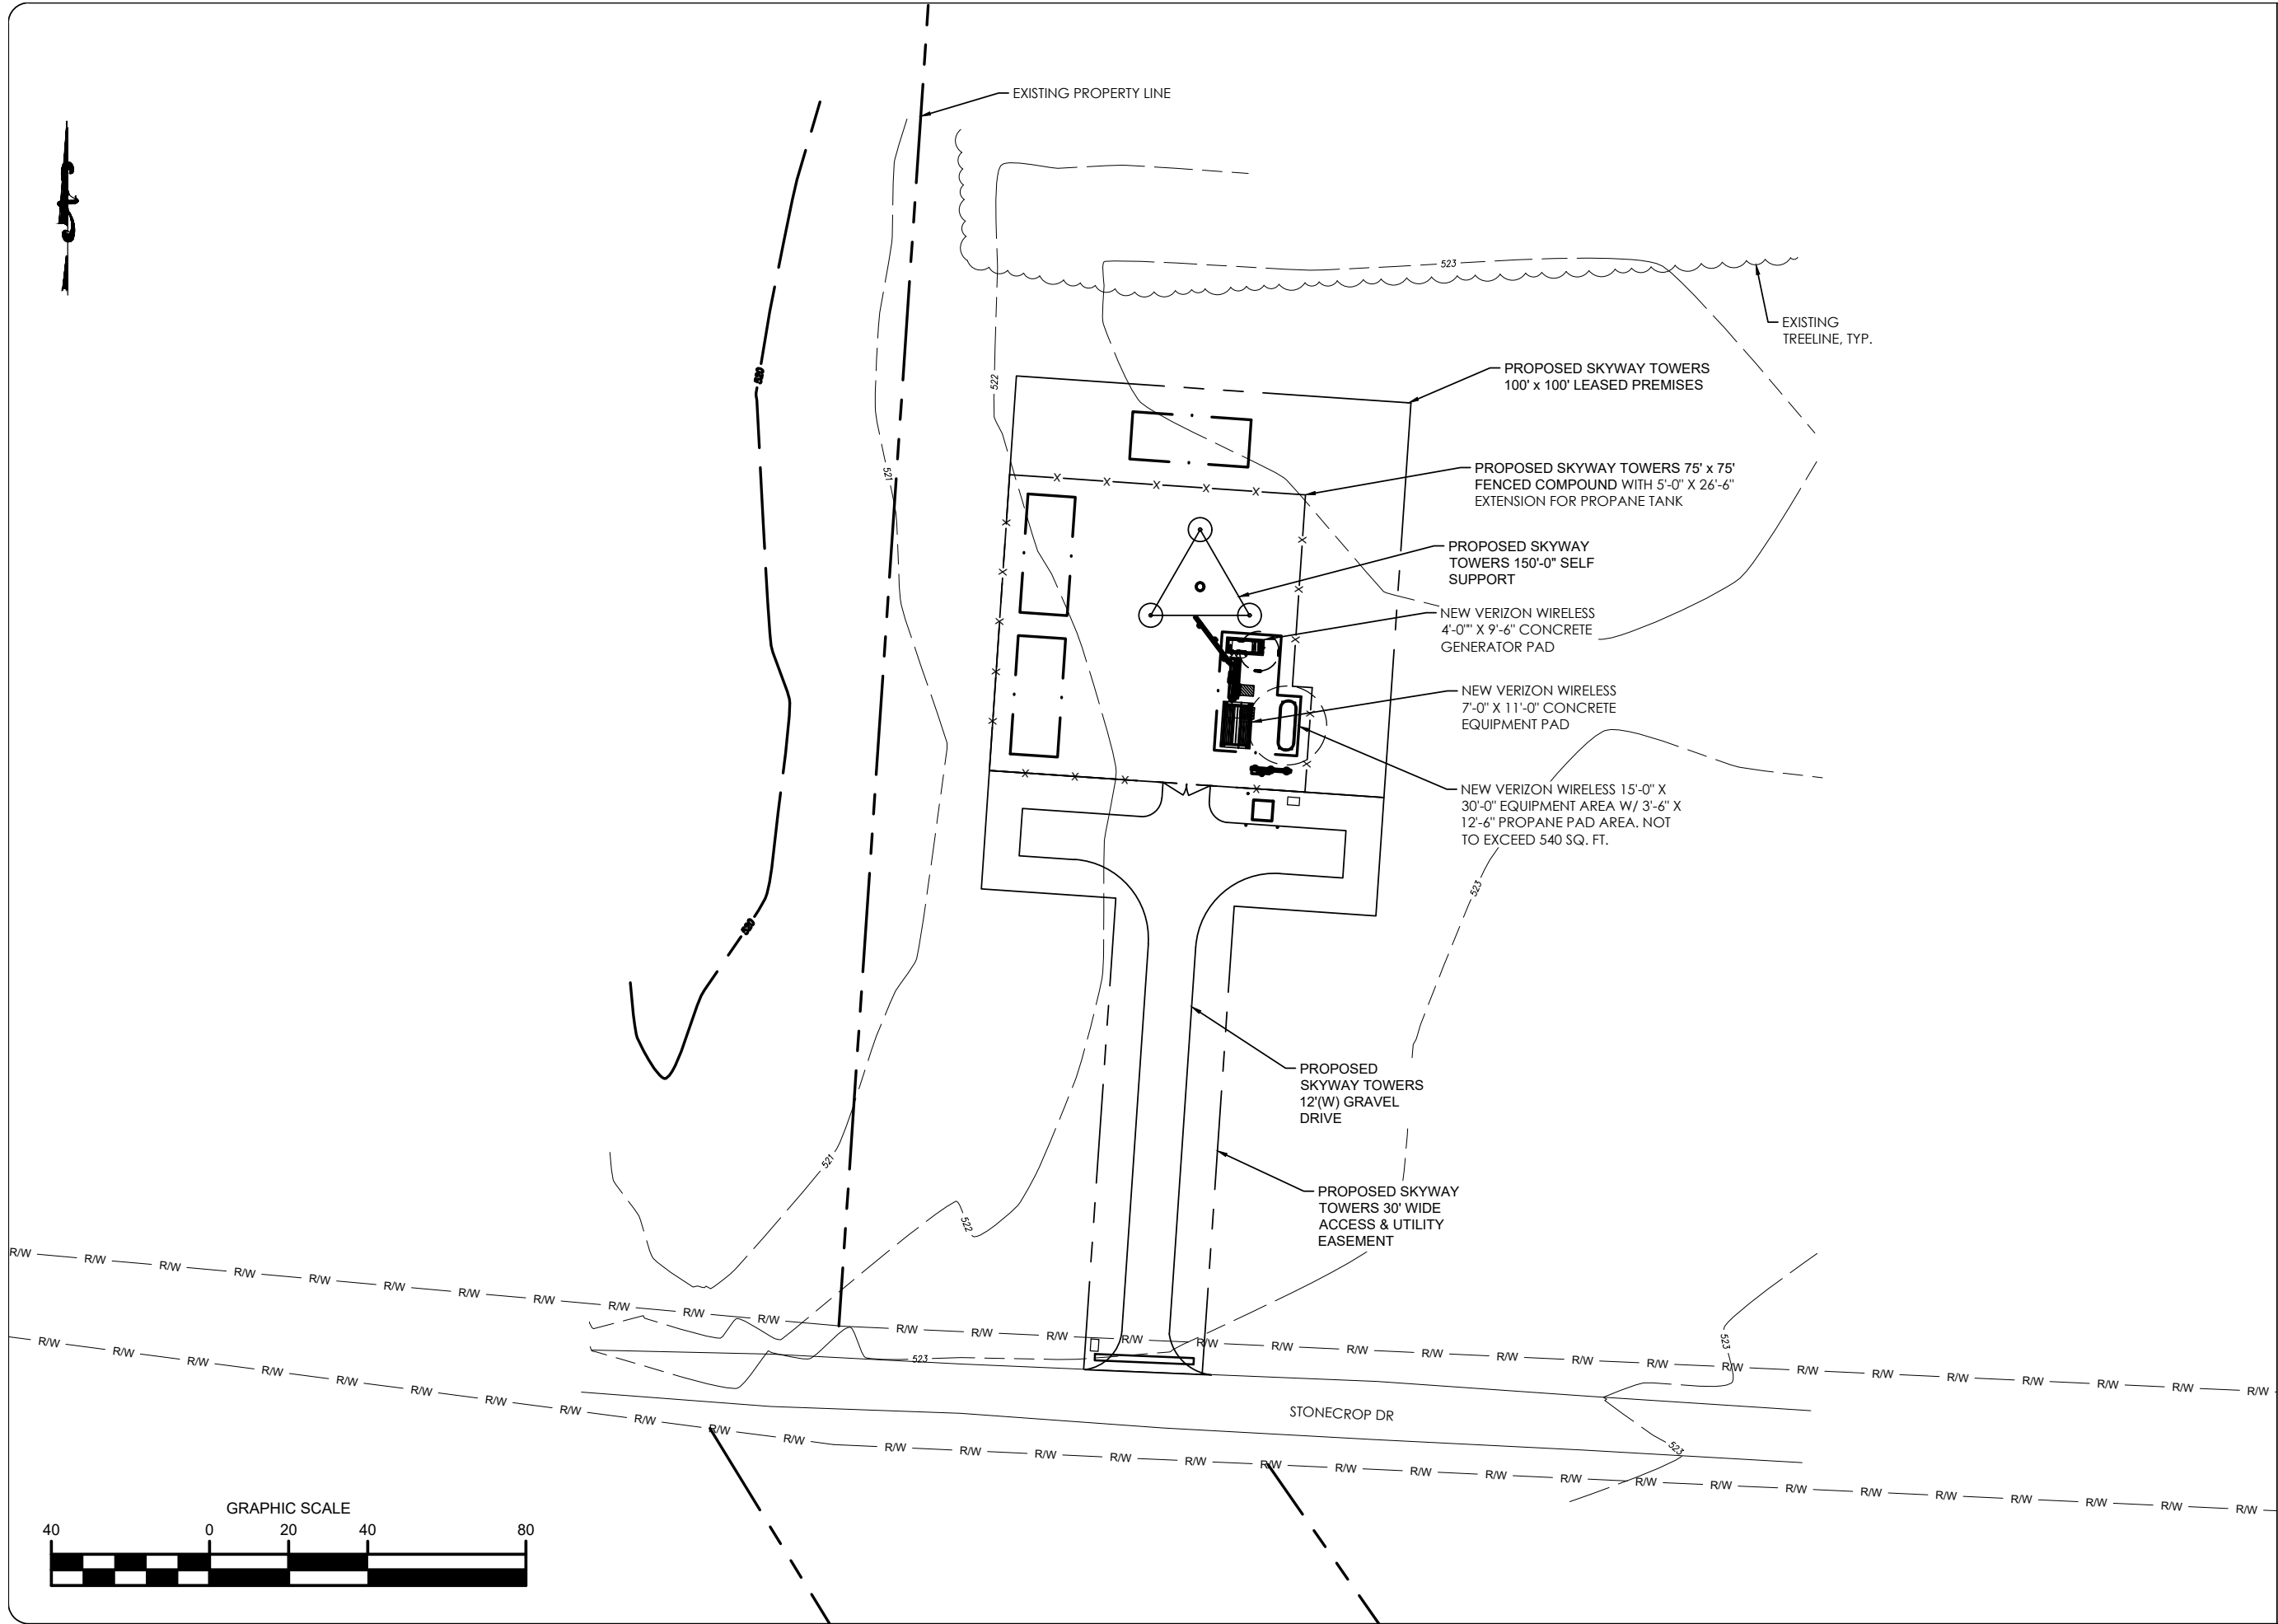 EXISTING PROPERTY LINE
523
EXISTING
TREELINE, TYP.
PROPOSED SKYWAY TOWERS
100' x 100' LEASED PREMISES
520
522
521
PROPOSED SKYWAY TOWERS 75' x 75'
FENCED COMPOUND WITH 5'-0" X 26'-6"
EXTENSION FOR PROPANE TANK
X X X X X
X X X X X
X X X X X
X X X X
PROPOSED SKYWAY
TOWERS 150'-0" SELF
SUPPORT
NEW VERIZON WIRELESS
4'-0"" X 9'-6" CONCRETE
GENERATOR PAD
NEW VERIZON WIRELESS
7'-0" X 11'-0" CONCRETE
EQUIPMENT PAD
NEW VERIZON WIRELESS 15'-0" X
30'-0" EQUIPMENT AREA W/ 3'-6" X
12'-6" PROPANE PAD AREA. NOT
TO EXCEED 540 SQ. FT.
523
520
PROPOSED
SKYWAY TOWERS
12'(W) GRAVEL
DRIVE
521
522
PROPOSED SKYWAY
TOWERS 30' WIDE
ACCESS & UTILITY
EASEMENT
R/W R/W R/W R/W R/W R/W R/W R/W R/W R/W R/W R/W R/W R/W R/W R/W R/W R/W R/W R/W R/W R/W R/W R/W R/W R/W R/W R/W R/W R/W R/W
523
523
STONECROP DR
523
R/W R/W R/W R/W R/W R/W R/W R/W R/W R/W R/W R/W R/W R/W R/W R/W R/W R/W R/W R/W R/W R/W R/W R/W R/W R/W R/W R/W R/W R/W
GRAPHIC SCALE
40 0 20 40 80